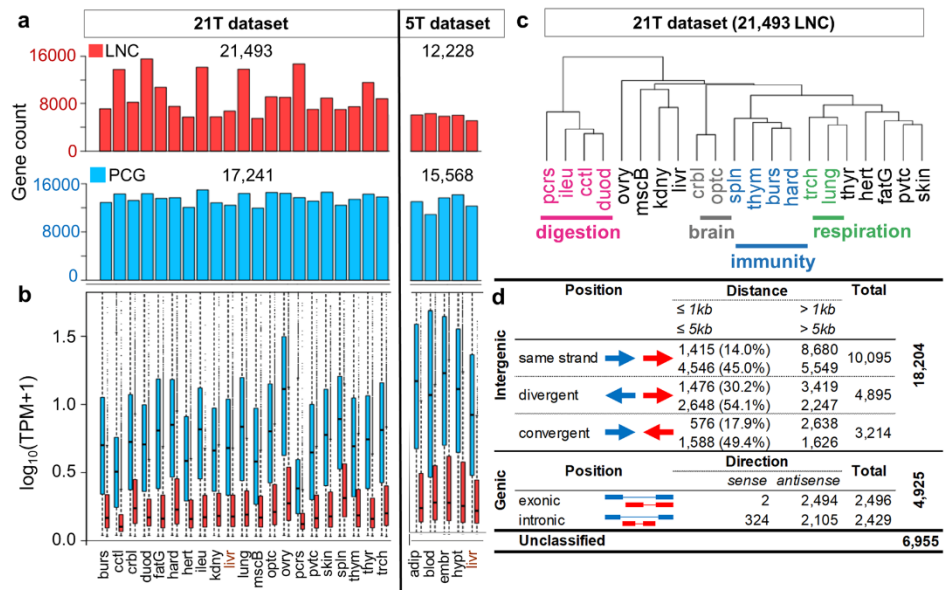 a
21T dataset
5T dataset
LNC
21,493
12,228
16000
8000
0
Gene count
PCG
17,241
15,568
16000
8000
0
b
1.5
1.0
0.5
0.0
log10(TPM+1)
burs
cctl
crbl
duod
fatG
hard
hert
ileu
kdny
livr
lung
mscB
optc
ovry
pcrs
pvtc
skin
spln
thym
thyr
trch
adip
blod
embr
hypt
livr
c
21T dataset (21,493 LNC)
pcrs
ileu
cctl
duod
ovry
mscB
kdny
livr
crbl
optc
spln
thym
burs
hard
trch
lung
thyr
hert
fatG
pvtc
skin
digestion
brain
respiration
immunity
d
Position Distance Total
≤ 1kb > 1kb
≤ 5kb > 5kb
Intergenic
same strand 1,415 (14.0%) 8,680 10,095
4,546 (45.0%) 5,549
divergent 1,476 (30.2%) 3,419 4,895
2,648 (54.1%) 2,247
convergent 576 (17.9%) 2,638 3,214
1,588 (49.4%) 1,626
18,204
Genic
Position Direction Total
sense antisense
exonic 2 2,494 2,496
intronic 324 2,105 2,429
4,925
Unclassified 6,955